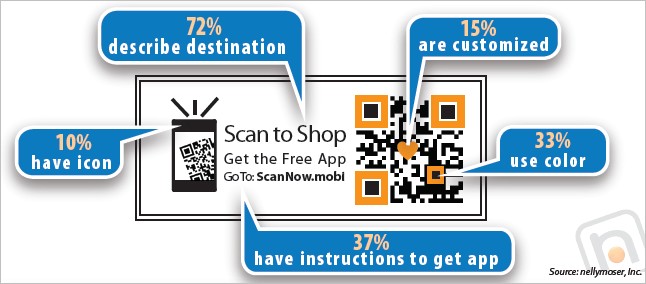 72%
describe destination
15%
are customized
10%
have icon
Scan to Shop
Get the Free App
GoTo: ScanNow.mobi
33%
use color
37%
have instructions to get app
n
Source: nellymoser, Inc.